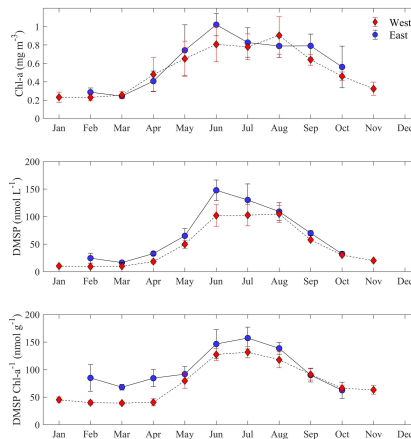 West
East
Chl-a (mg m⁻³)
1.2
1
0.8
0.6
0.4
0.2
0
Jan Feb Mar Apr May Jun Jul Aug Sep Oct Nov Dec
DMSP (nmol L⁻¹)
200
150
100
50
0
Jan Feb Mar Apr May Jun Jul Aug Sep Oct Nov Dec
DMSP Chl-a⁻¹ (nmol g⁻¹)
200
150
100
50
0
Jan Feb Mar Apr May Jun Jul Aug Sep Oct Nov Dec